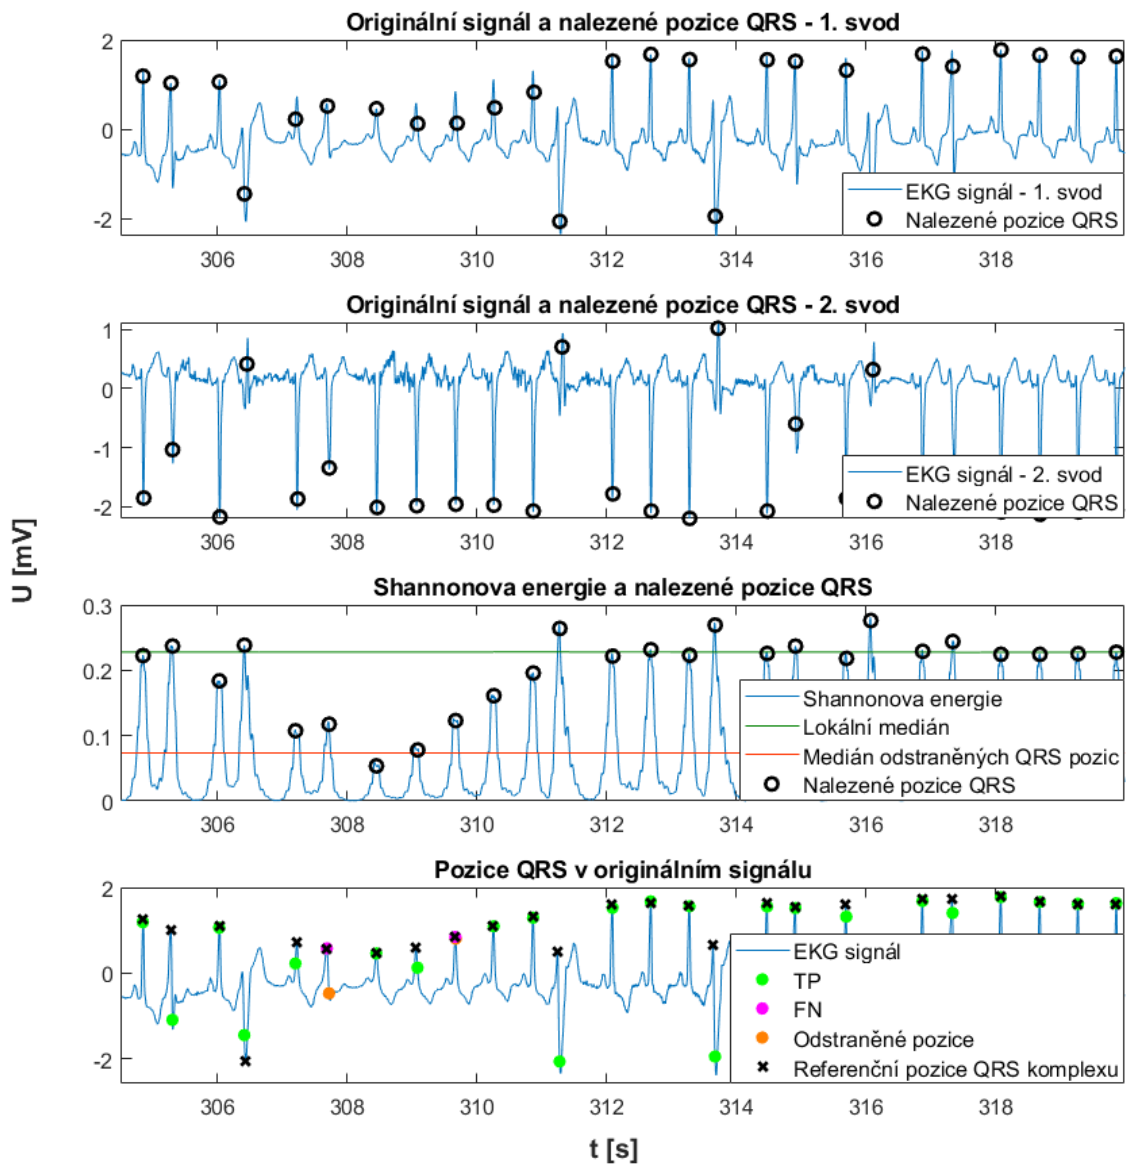 Originální signál a nalezené pozice QRS - 1. svod
2
0
-2
EKG signál - 1. svod
Nalezené pozice QRS
306 308 310 312 314 316 318
Originální signál a nalezené pozice QRS - 2. svod
1
0
-1
-2
EKG signál - 2. svod
Nalezené pozice QRS
306 308 310 312 314 316 318
U [mV]
Shannonova energie a nalezené pozice QRS
0.3
0.2
0.1
0
Shannonova energie
Lokální medián
Medián odstraněných QRS pozic
Nalezené pozice QRS
306 308 310 312 314 316 318
Pozice QRS v originálním signálu
2
0
-2
EKG signál
TP
FN
Odstraněné pozice
Referenční pozice QRS komplexu
306 308 310 312 314 316 318
t [s]